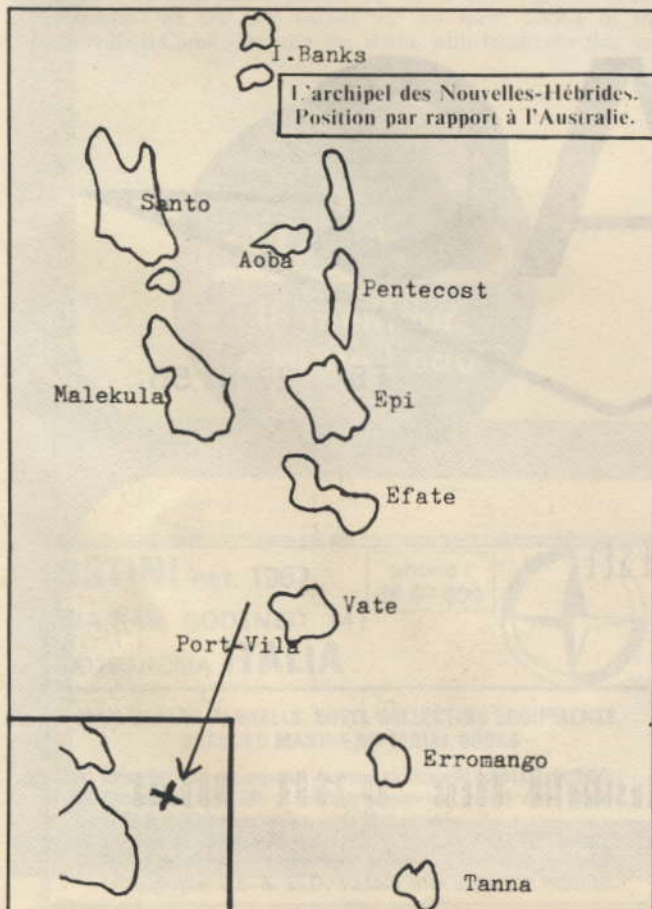 I.Banks
L'archipel des Nouvelles-Hébrides.
Position par rapport à l'Australie.
Santo
Aoba
Pentecost
Malekula
Epi
Efate
Vate
Port-Vila
Erromango
Tanna